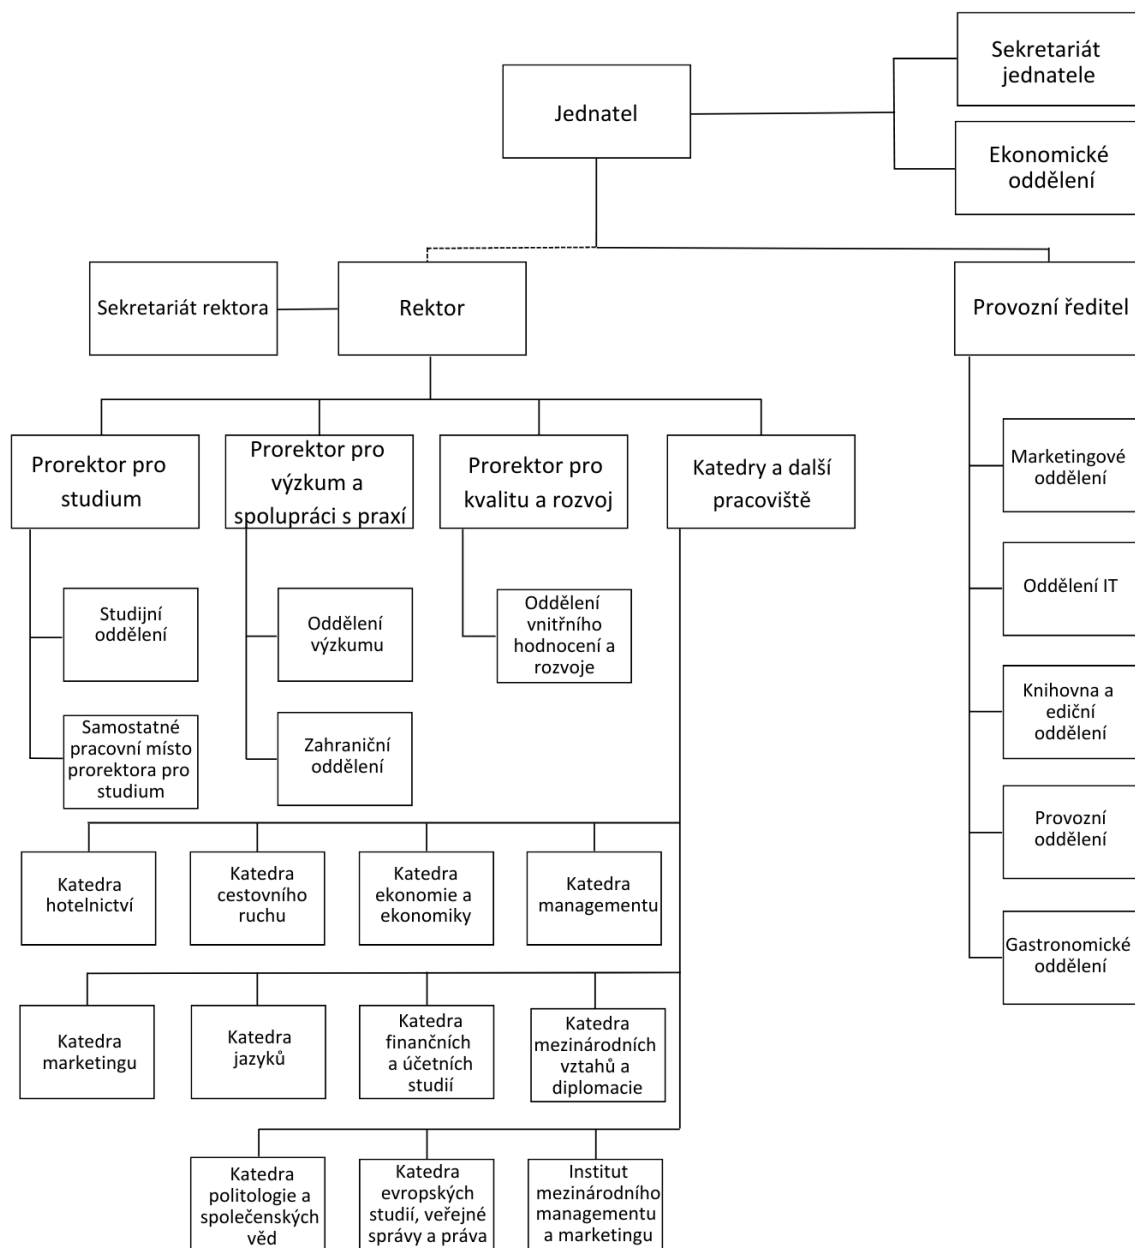 Sekretariát
jednatele
Jednatel
Ekonomické
oddělení
Sekretariát rektora
Rektor
Provozní ředitel
Prorektor pro
studium
Prorektor pro
výzkum a
spolupráci s praxí
Prorektor pro
kvalitu a rozvoj
Katedry a další
pracoviště
Marketingové
oddělení
Studijní
oddělení
Oddělení
výzkumu
Oddělení
vnitřního
hodnocení a
rozvoje
Oddělení IT
Samostatné
pracovní místo
prorektora pro
studium
Zahraniční
oddělení
Knihovna a
ediční
oddělení
Provozní
oddělení
Katedra
hotelnictví
Katedra
cestovního
ruchu
Katedra
ekonomie a
ekonomiky
Katedra
managementu
Gastronomické
oddělení
Katedra
marketingu
Katedra
jazyků
Katedra
finančních
a účetních
studií
Katedra
mezinárodních
vztahů a
diplomacie
Katedra
politologie a
společenských
věd
Katedra
evropských
studií, veřejné
správy a práva
Institut
mezinárodního
managementu
a marketingu